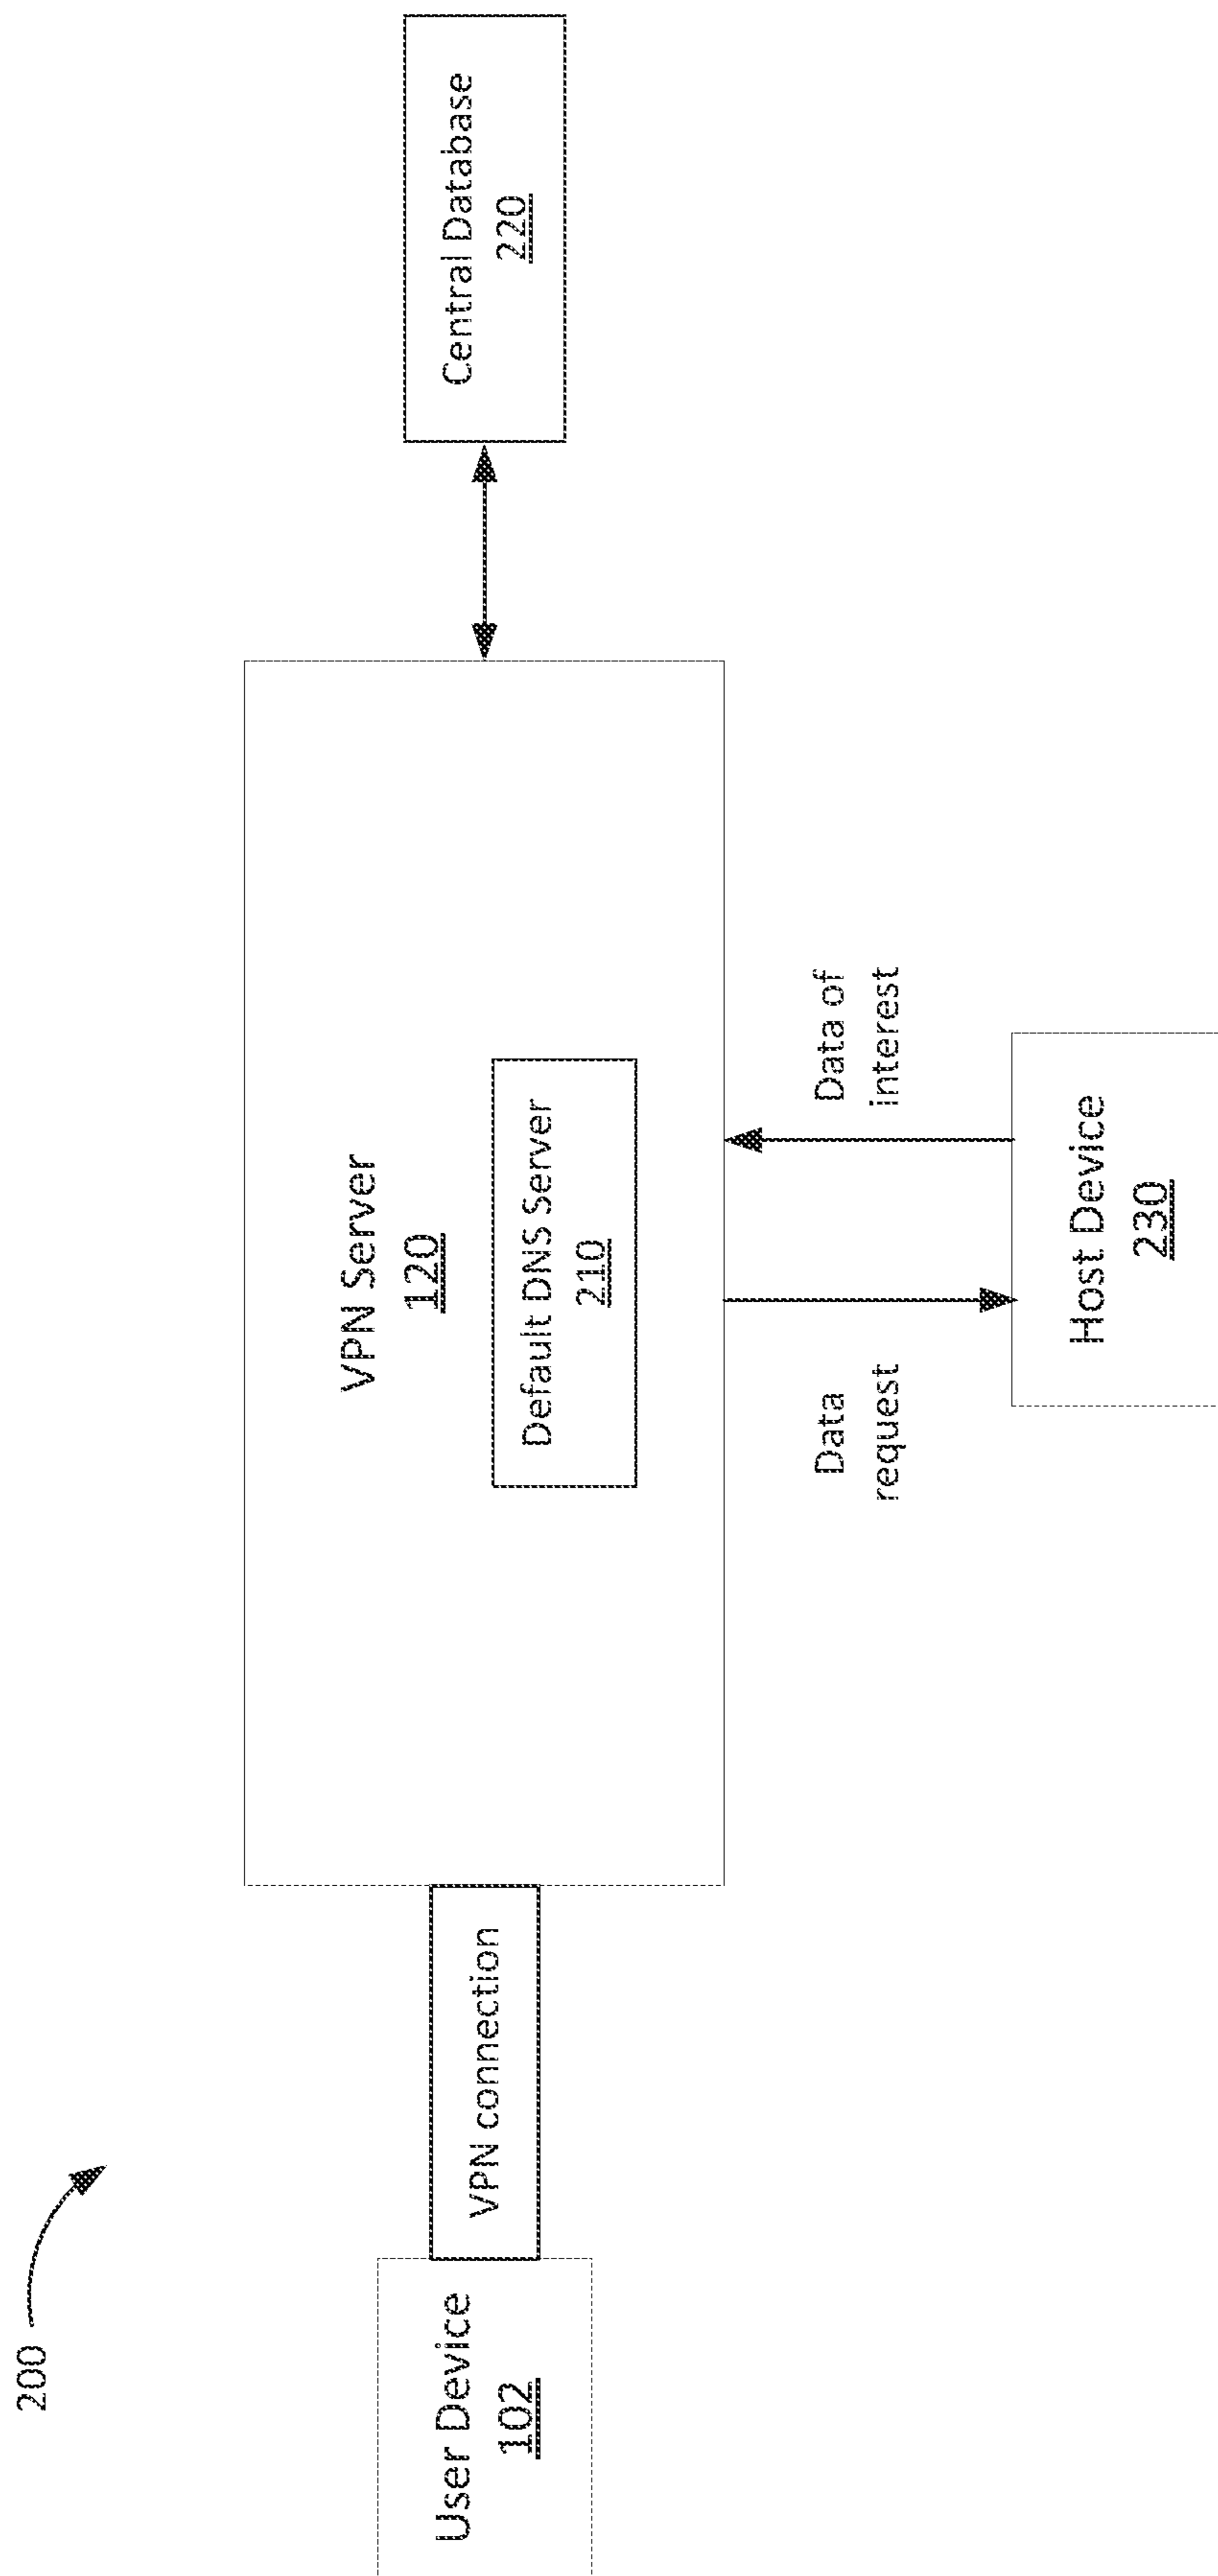 200
User Device
102
VPN connection
VPN Server
120
Default DNS Server
210
Data
request
Data of
interest
Host Device
230
Central Database
220